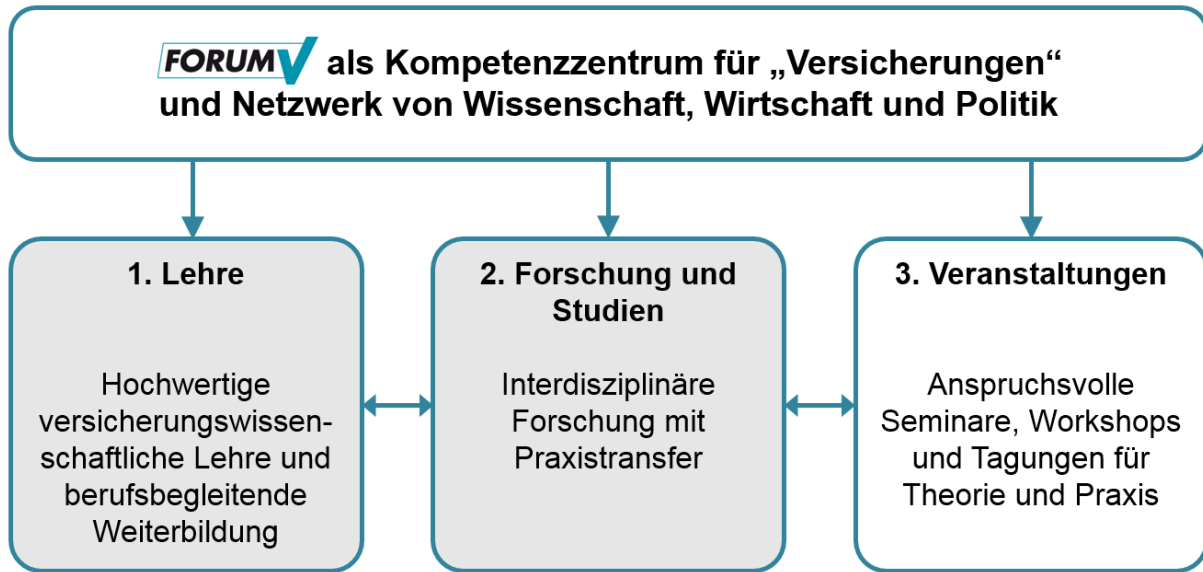 FORUMV als Kompetenzzentrum für „Versicherungen“
und Netzwerk von Wissenschaft, Wirtschaft und Politik
1. Lehre
Hochwertige
versicherungswissen-
schaftliche Lehre und
berufsbegleitende
Weiterbildung
2. Forschung und
Studien
Interdisziplinäre
Forschung mit
Praxistransfer
3. Veranstaltungen
Anspruchsvolle
Seminare, Workshops
und Tagungen für
Theorie und Praxis